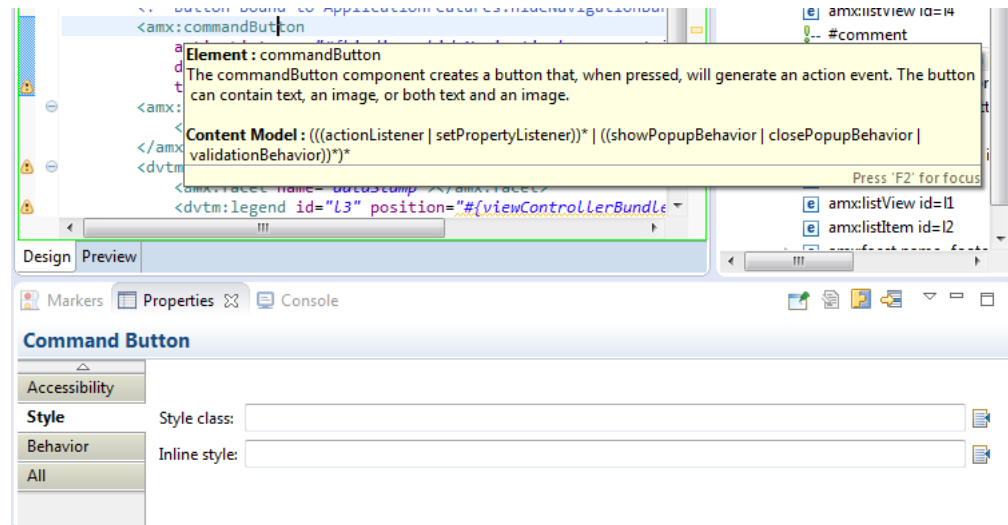 amx:listView id=l4
<amx:commandButton
#comment
Element : commandButton
The commandButton component creates a button that, when pressed, will generate an action event. The button
can contain text, an image, or both text and an image.
<amx:
Content Model : (((actionListener | setPropertyListener))* | ((showPopupBehavior | closePopupBehavior |
</amx
validationBehavior))*)*
<dvtm
Press 'F2' for focus
<amx:facet name="dataStamp"></amx:facet>
<dvtm:legend id="l3" position="#{viewControllerBundle
amx:listView id=l1
amx:listItem id=l2
Design Preview
Markers Properties Console
Command Button
Accessibility
Style
Style class:
Behavior
Inline style:
All